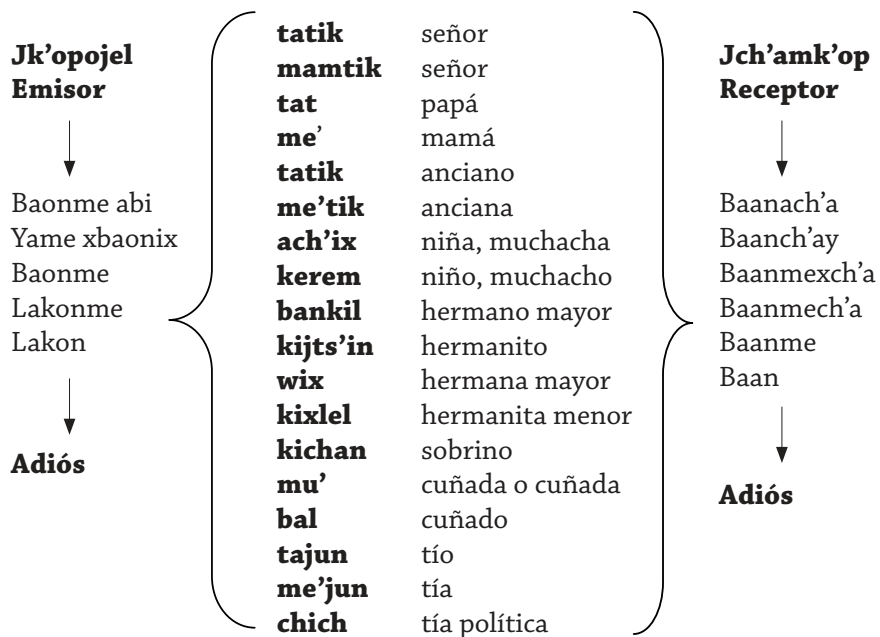 Jk’opojel
Emisor
Baonme abi
Yame xbaonix
Baonme
Lakonme
Lakon
Adiós
tatik señor
mamtik señor
tat papá
me’ mamá
tatik anciano
me’tik anciana
ach’ix niña, muchacha
kerem niño, muchacho
bankil hermano mayor
kijts’in hermanito
wix hermana mayor
kixlel hermanita menor
kichan sobrino
mu’ cuñada o cuñada
bal cuñado
tajun tío
me’jun tía
chich tía política
Jch’amk’op
Receptor
Baanach’a
Baanch’ay
Baanmexch’a
Baanmech’a
Baanme
Baan
Adiós